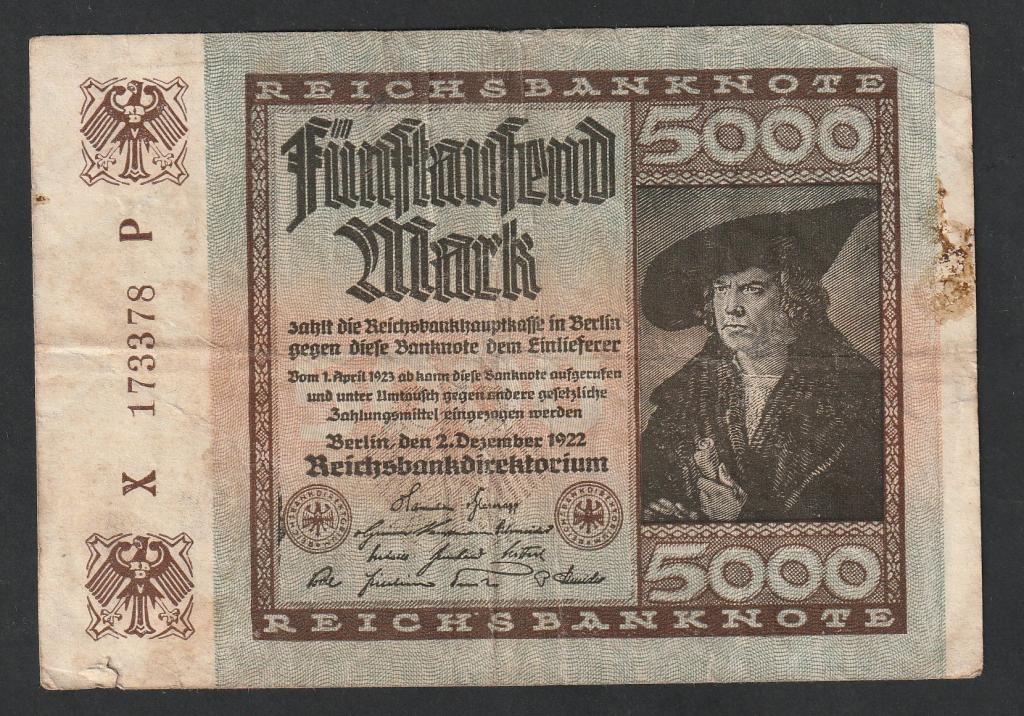 REICHSBANKNOTE
5000
Fünftausend
Mark
zahlt die Reichsbankhauptkasse in Berlin
gegen diese Banknote dem Einlieferer
Vom 1. April 1923 ab kann diese Banknote aufgerufen
und unter Umtausch gegen andere gesetzliche
Zahlungsmittel eingezogen werden
Berlin, den 2. Dezember 1922
Reichsbankdirektorium
5000
REICHSBANKNOTE
X 173378 P